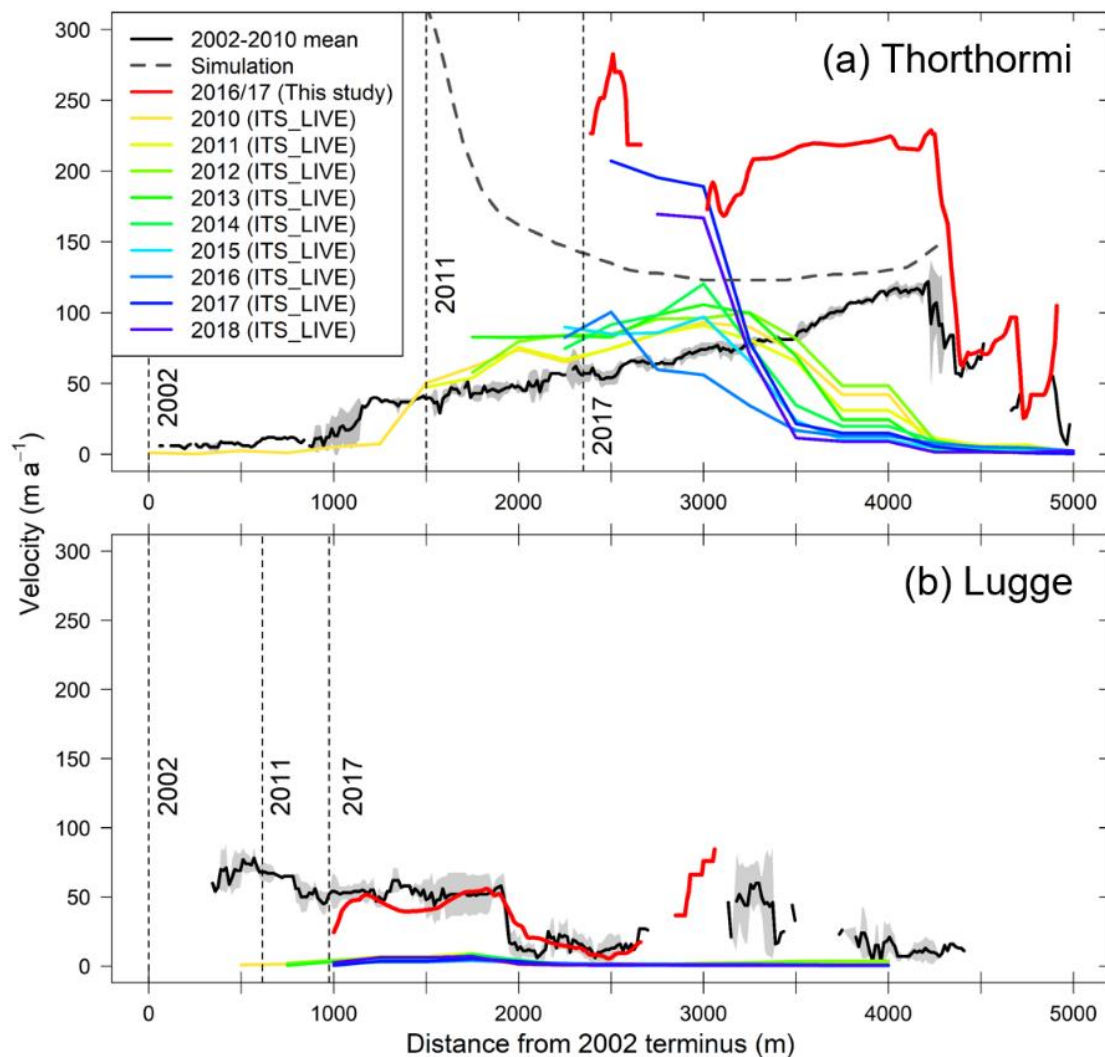 300
250
200
150
100
50
0
2002-2010 mean
Simulation
2016/17 (This study)
2010 (ITS_LIVE)
2011 (ITS_LIVE)
2012 (ITS_LIVE)
2013 (ITS_LIVE)
2014 (ITS_LIVE)
2015 (ITS_LIVE)
2016 (ITS_LIVE)
2017 (ITS_LIVE)
2018 (ITS_LIVE)
(a) Thorthormi
2002
2011
2017
0 1000 2000 3000 4000 5000
Velocity (m a⁻¹)
300
250
200
150
100
50
0
(b) Lugge
2002
2011
2017
0 1000 2000 3000 4000 5000
Distance from 2002 terminus (m)